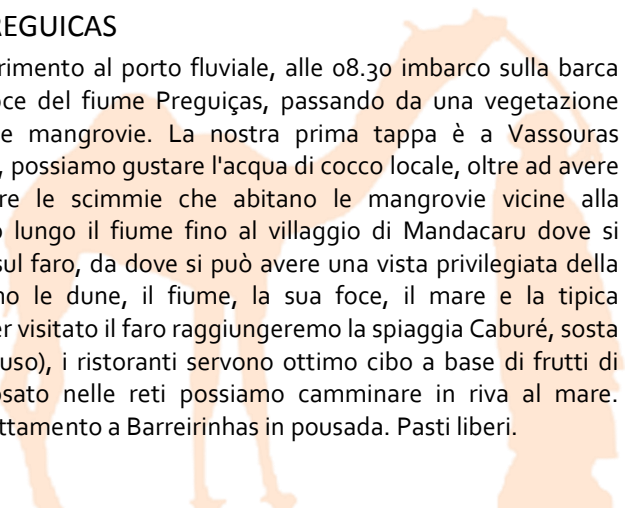 REGUICAS
rimento al porto fluviale, alle 08.30 imbarco sulla barca
oce del fiume Preguiças, passando da una vegetazione
e mangrovie. La nostra prima tappa è a Vassouras
, possiamo gustare l'acqua di cocco locale, oltre ad avere
re le scimmie che abitano le mangrovie vicine alla
o lungo il fiume fino al villaggio di Mandacaru dove si
sul faro, da dove si può avere una vista privilegiata della
no le dune, il fiume, la sua foce, il mare e la tipica
er visitato il faro raggiungeremo la spiaggia Caburé, sosta
uso), i ristoranti servono ottimo cibo a base di frutti di
osato nelle reti possiamo camminare in riva al mare.
ttamento a Barreirinhas in pousada. Pasti liberi.